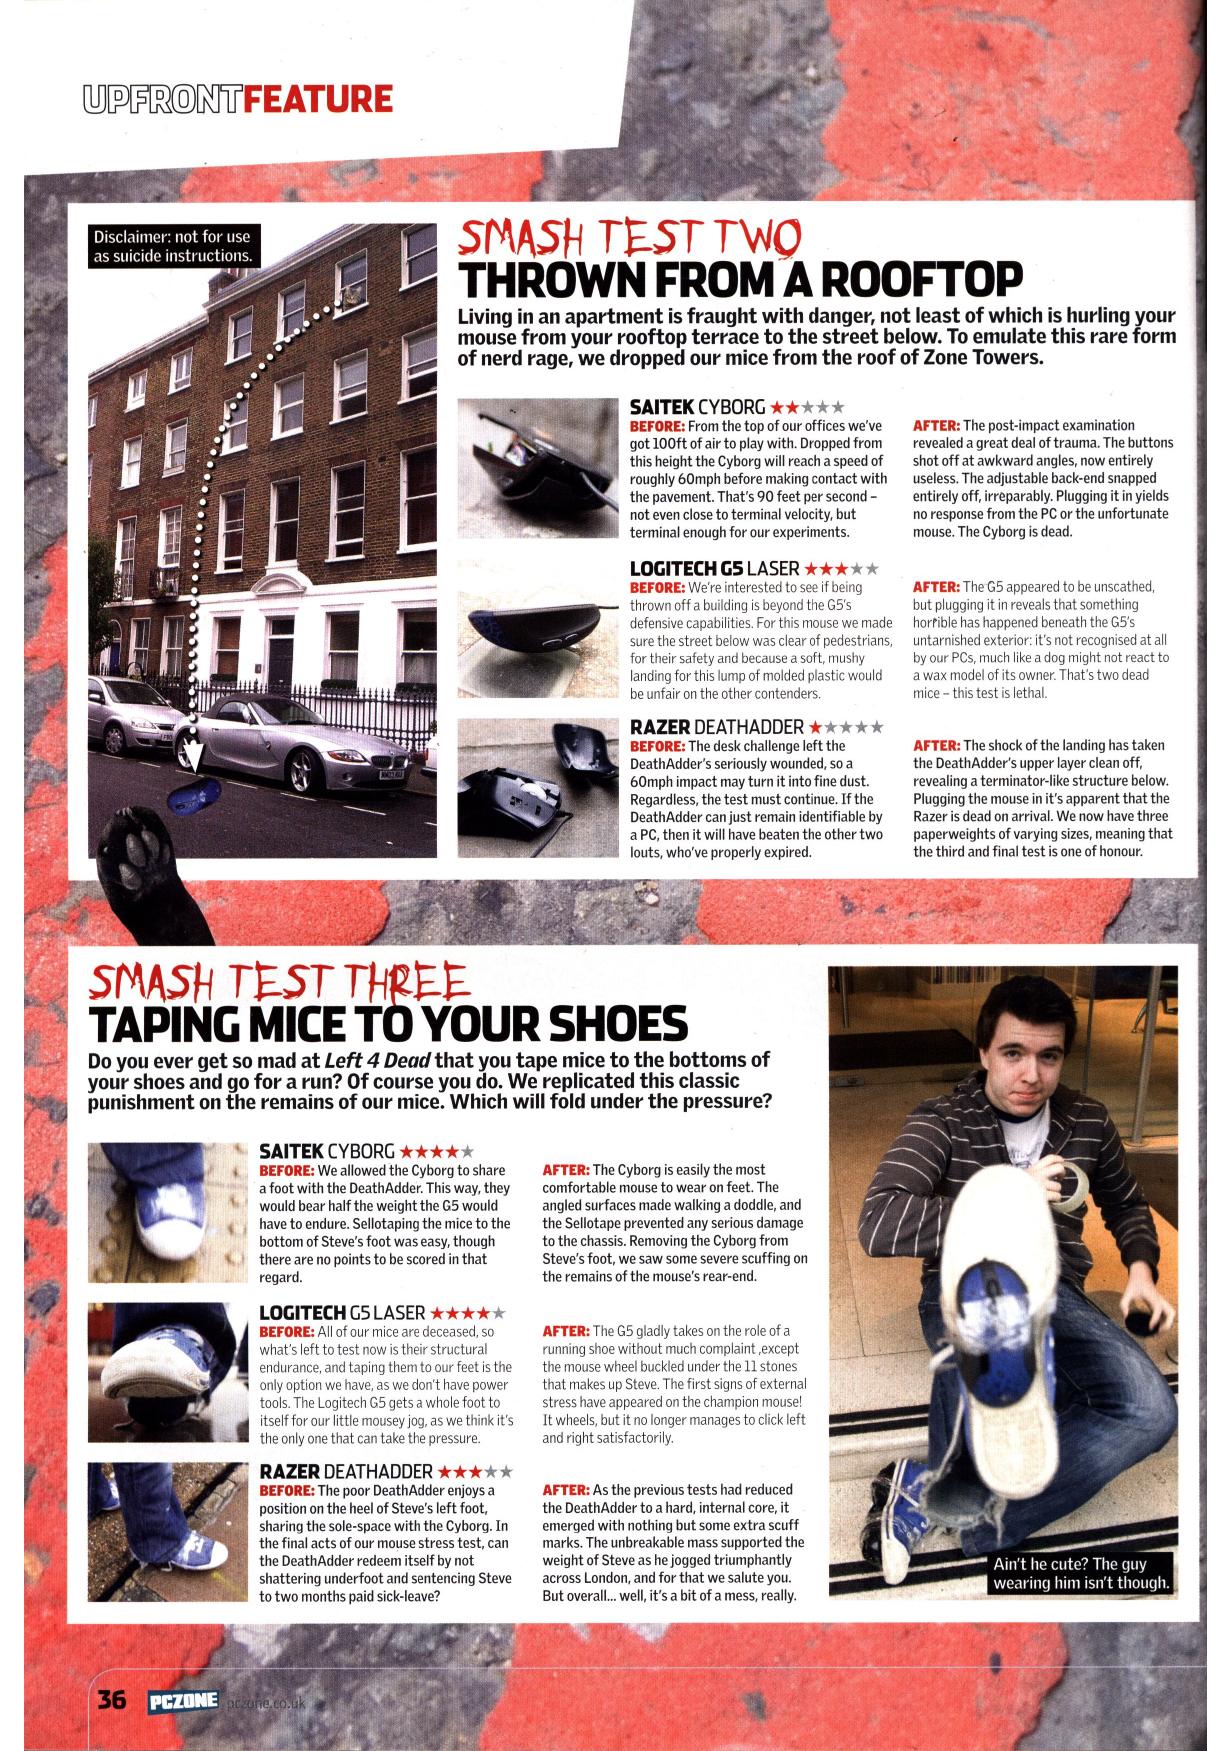 UPFRONTFEATURE
Disclaimer: not for use
as suicide instructions.
SMASH TEST TWO
THROWN FROM A ROOFTOP
Living in an apartment is fraught with danger, not least of which is hurling your
mouse from your rooftop terrace to the street below. To emulate this rare form
of nerd rage, we dropped our mice from the roof of Zone Towers.
SAITEK CYBORG ★★★★★
BEFORE: From the top of our offices we've
got 100ft of air to play with. Dropped from
this height the Cyborg will reach a speed of
roughly 60mph before making contact with
the pavement. That's 90 feet per second –
not even close to terminal velocity, but
terminal enough for our experiments.
AFTER: The post-impact examination
revealed a great deal of trauma. The buttons
shot off at awkward angles, now entirely
useless. The adjustable back-end snapped
entirely off, irreparably. Plugging it in yields
no response from the PC or the unfortunate
mouse. The Cyborg is dead.
LOGITECH G5 LASER ★★★★★
BEFORE: We're interested to see if being
thrown off a building is beyond the G5's
defensive capabilities. For this mouse we made
sure the street below was clear of pedestrians,
for their safety and because a soft, mushy
landing for this lump of molded plastic would
be unfair on the other contenders.
AFTER: The G5 appeared to be unscathed,
but plugging it in reveals that something
horrible has happened beneath the G5's
untarnished exterior: it's not recognised at all
by our PCs, much like a dog might not react to
a wax model of its owner. That's two dead
mice – this test is lethal.
RAZER DEATHADDER ★★★★★
BEFORE: The desk challenge left the
DeathAdder's seriously wounded, so a
60mph impact may turn it into fine dust.
Regardless, the test must continue. If the
DeathAdder can just remain identifiable by
a PC, then it will have beaten the other two
louts, who've properly expired.
AFTER: The shock of the landing has taken
the DeathAdder's upper layer clean off,
revealing a terminator-like structure below.
Plugging the mouse in it's apparent that the
Razer is dead on arrival. We now have three
paperweights of varying sizes, meaning that
the third and final test is one of honour.
SMASH TEST THREE
TAPING MICE TO YOUR SHOES
Do you ever get so mad at Left 4 Dead that you tape mice to the bottoms of
your shoes and go for a run? Of course you do. We replicated this classic
punishment on the remains of our mice. Which will fold under the pressure?
SAITEK CYBORG ★★★★★
BEFORE: We allowed the Cyborg to share
a foot with the DeathAdder. This way, they
would bear half the weight the G5 would
have to endure. Sellotaping the mice to the
bottom of Steve's foot was easy, though
there are no points to be scored in that
regard.
AFTER: The Cyborg is easily the most
comfortable mouse to wear on feet. The
angled surfaces made walking a doddle, and
the Sellotape prevented any serious damage
to the chassis. Removing the Cyborg from
Steve's foot, we saw some severe scuffing on
the remains of the mouse's rear-end.
LOGITECH G5 LASER ★★★★★
BEFORE: All of our mice are deceased, so
what's left to test now is their structural
endurance, and taping them to our feet is the
only option we have, as we don't have power
tools. The Logitech G5 gets a whole foot to
itself for our little mousey jog, as we think it's
the only one that can take the pressure.
AFTER: The G5 gladly takes on the role of a
running shoe without much complaint ,except
the mouse wheel buckled under the 11 stones
that makes up Steve. The first signs of external
stress have appeared on the champion mouse!
It wheels, but it no longer manages to click left
and right satisfactorily.
RAZER DEATHADDER ★★★★★
BEFORE: The poor DeathAdder enjoys a
position on the heel of Steve's left foot,
sharing the sole-space with the Cyborg. In
the final acts of our mouse stress test, can
the DeathAdder redeem itself by not
shattering underfoot and sentencing Steve
to two months paid sick-leave?
AFTER: As the previous tests had reduced
the DeathAdder to a hard, internal core, it
emerged with nothing but some extra scuff
marks. The unbreakable mass supported the
weight of Steve as he jogged triumphantly
across London, and for that we salute you.
But overall... well, it's a bit of a mess, really.
Ain't he cute? The guy
wearing him isn't though.
36 PCZONE pczone.co.uk